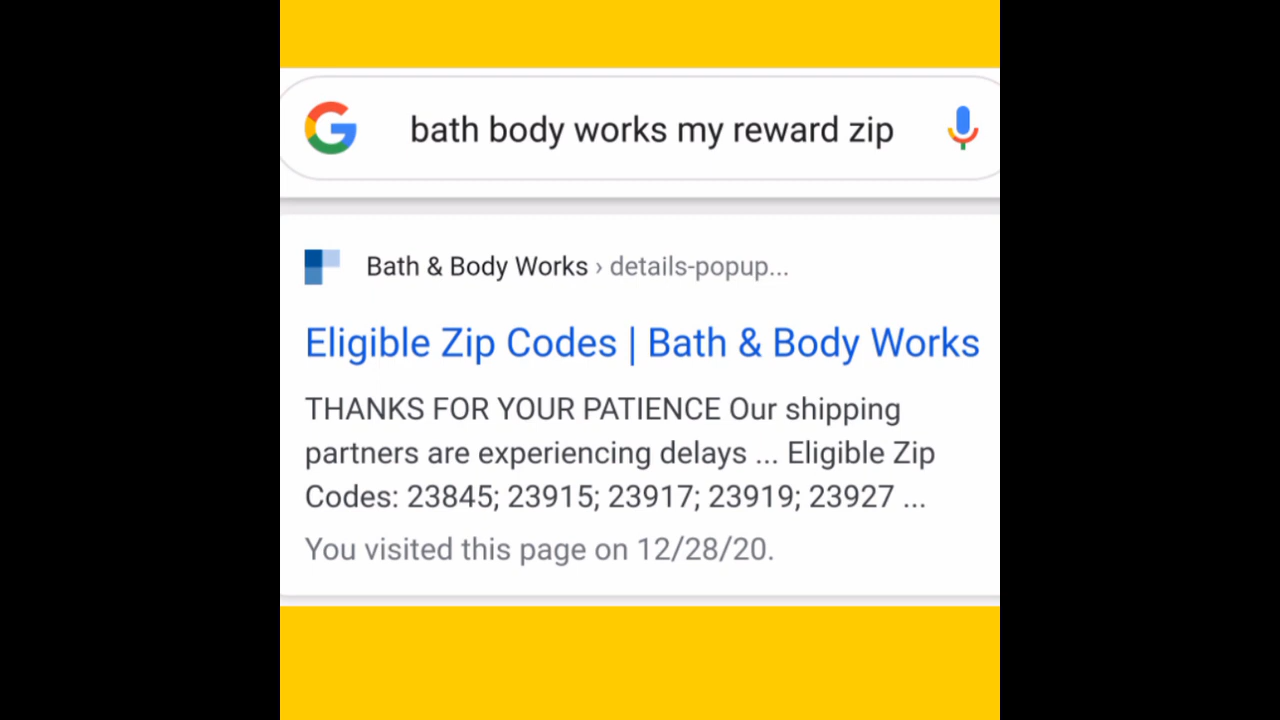 bath body works my reward zip
Bath & Body Works › details-popup...
Eligible Zip Codes | Bath & Body Works
THANKS FOR YOUR PATIENCE Our shipping
partners are experiencing delays ... Eligible Zip
Codes: 23845; 23915; 23917; 23919; 23927 ...
You visited this page on 12/28/20.